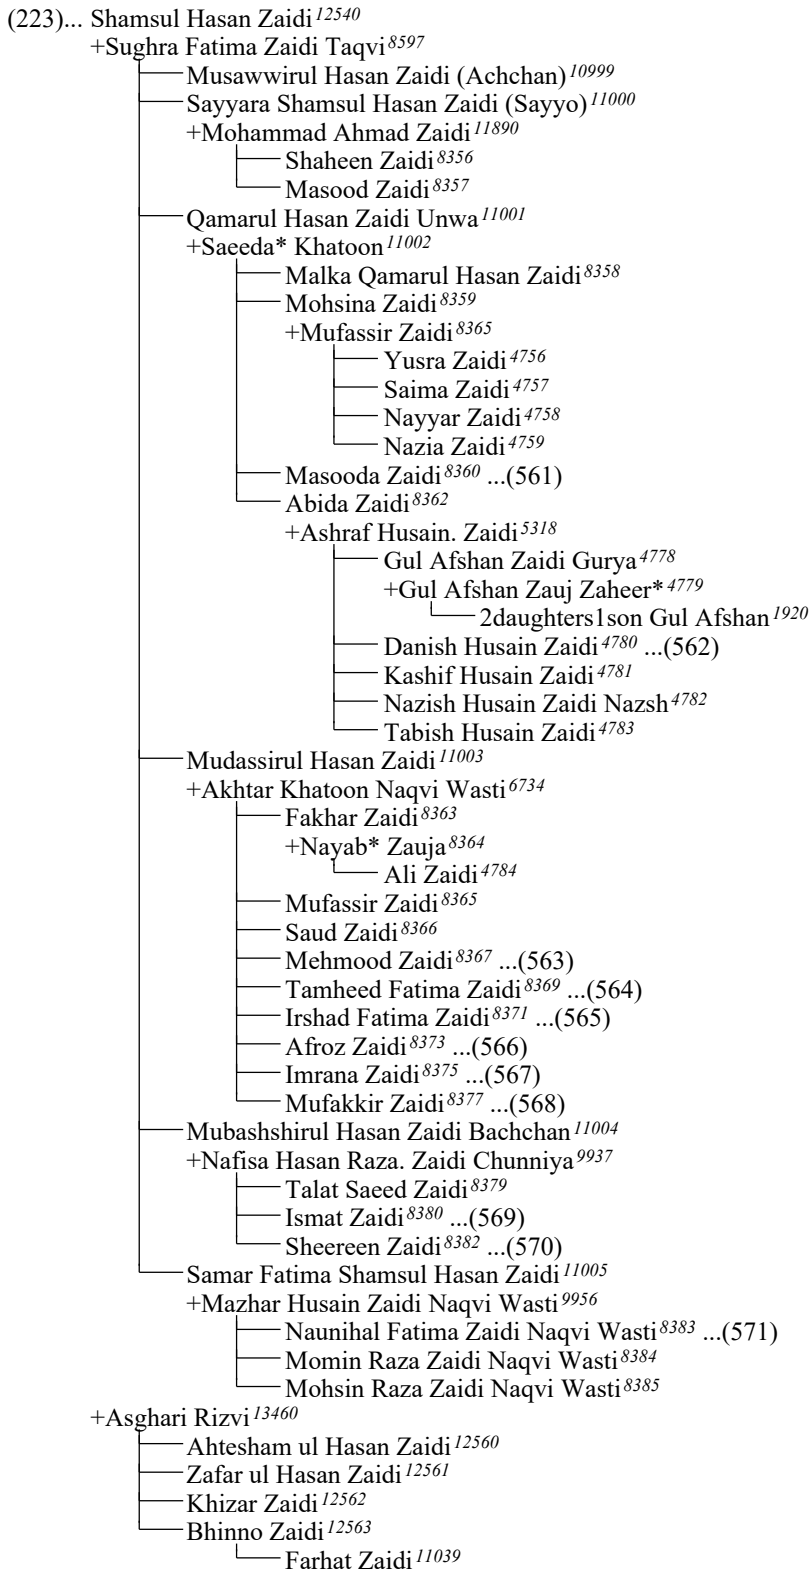 (223)... Shamsul Hasan Zaidi 12540
+Sughra Fatima Zaidi Taqvi 8597
Musawwirul Hasan Zaidi (Achchan) 10999
Sayyara Shamsul Hasan Zaidi (Sayyo) 11000
+Mohammad Ahmad Zaidi 11890
Shaheen Zaidi 8356
Masood Zaidi 8357
Qamarul Hasan Zaidi Unwa 11001
+Saeeda* Khatoon 11002
Malka Qamarul Hasan Zaidi 8358
Mohsina Zaidi 8359
+Mufassir Zaidi 8365
Yusra Zaidi 4756
Saima Zaidi 4757
Nayyar Zaidi 4758
Nazia Zaidi 4759
Masooda Zaidi 8360 ...(561)
Abida Zaidi 8362
+Ashraf Husain. Zaidi 5318
Gul Afshan Zaidi Gurya 4778
+Gul Afshan Zauj Zaheer* 4779
2daughters1son Gul Afshan 1920
Danish Husain Zaidi 4780 ...(562)
Kashif Husain Zaidi 4781
Nazish Husain Zaidi Nazsh 4782
Tabish Husain Zaidi 4783
Mudassirul Hasan Zaidi 11003
+Akhtar Khatoon Naqvi Wasti 6734
Fakhar Zaidi 8363
+Nayab* Zauja 8364
Ali Zaidi 4784
Mufassir Zaidi 8365
Saud Zaidi 8366
Mehmood Zaidi 8367 ...(563)
Tamheed Fatima Zaidi 8369 ...(564)
Irshad Fatima Zaidi 8371 ...(565)
Afroz Zaidi 8373 ...(566)
Imrana Zaidi 8375 ...(567)
Mufakkir Zaidi 8377 ...(568)
Mubashshirul Hasan Zaidi Bachchan 11004
+Nafisa Hasan Raza. Zaidi Chunniya 9937
Talat Saeed Zaidi 8379
Ismat Zaidi 8380 ...(569)
Sheereen Zaidi 8382 ...(570)
Samar Fatima Shamsul Hasan Zaidi 11005
+Mazhar Husain Zaidi Naqvi Wasti 9956
Naunihal Fatima Zaidi Naqvi Wasti 8383 ...(571)
Momin Raza Zaidi Naqvi Wasti 8384
Mohsin Raza Zaidi Naqvi Wasti 8385
+Asghari Rizvi 13460
Ahtesham ul Hasan Zaidi 12560
Zafar ul Hasan Zaidi 12561
Khizar Zaidi 12562
Bhinno Zaidi 12563
Farhat Zaidi 11039